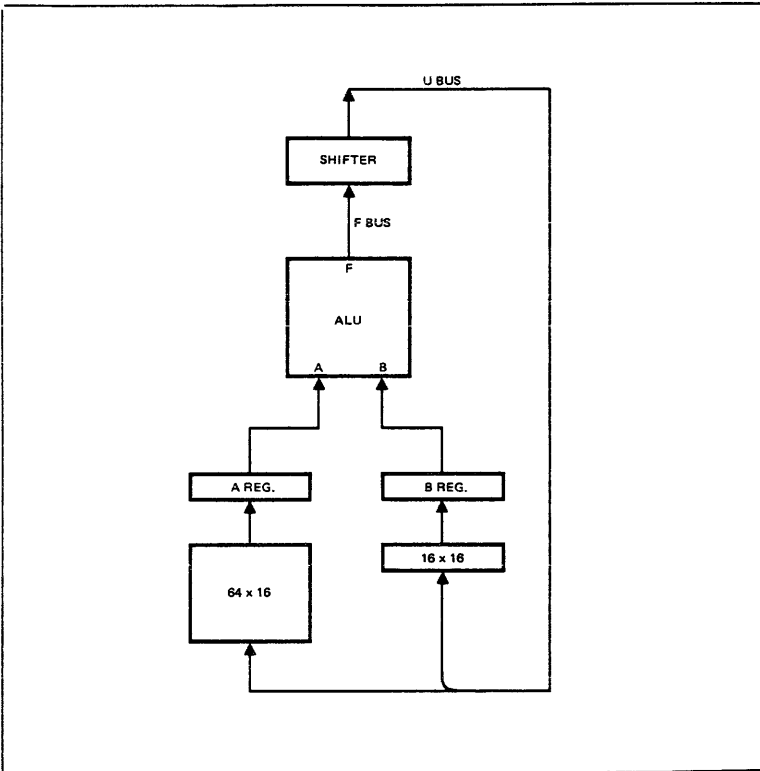 U BUS
SHIFTER
F BUS
F
ALU
A
B
A REG.
B REG.
16 x 16
64 x 16